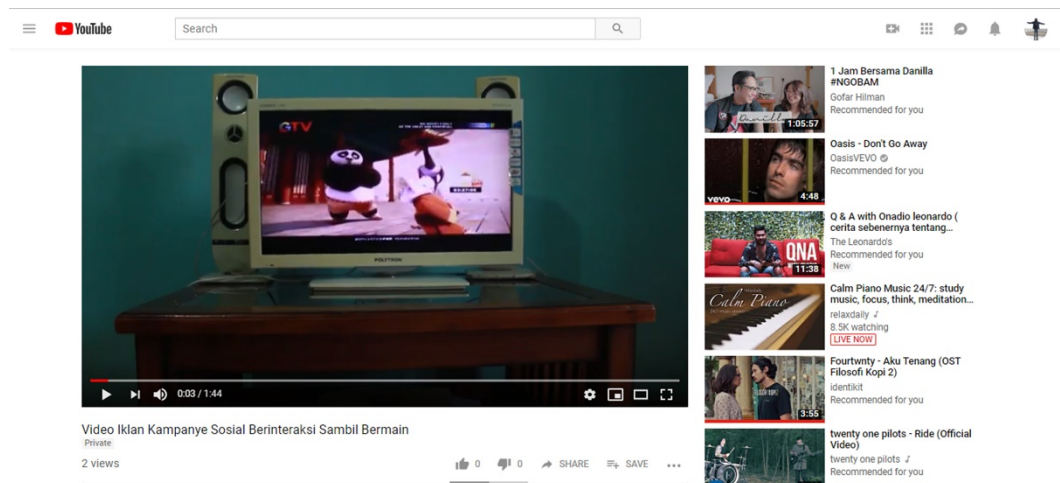 YouTube
Search
GTV
POLYTRON
0:03 / 1:44
Video Iklan Kampanye Sosial Berinteraksi Sambil Bermain
Private
2 views
0
0
SHARE
SAVE
1 Jam Bersama Danilla
#NGOBAM
Gofar Hilman
Recommended for you
Danilla
1:05:57
Oasis - Don't Go Away
OasisVEVO
Recommended for you
vevo
4:48
Q & A with Onadio leonardo (
cerita sebenernya tentang...
The Leonardo's
Recommended for you
New
QNA
11:38
Calm Piano Music 24/7: study
music, focus, think, meditation...
relaxdaily
8.5K watching
LIVE NOW
Calm Piano
Fourtwnty - Aku Tenang (OST
Filosofi Kopi 2)
identikit
Recommended for you
3:55
twenty one pilots - Ride (Official
Video)
twenty one pilots
Recommended for you